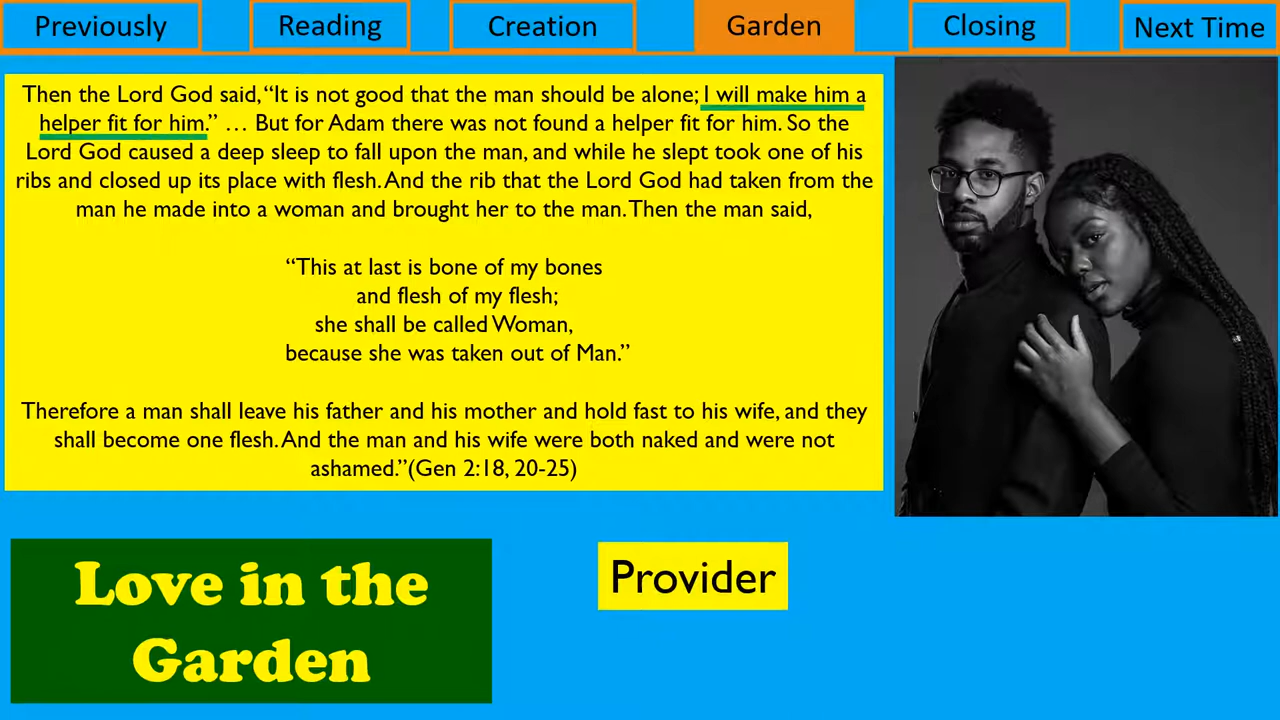 Previously
Reading
Creation
Garden
Closing
Next Time
Then the Lord God said, “It is not good that the man should be alone; I will make him a
helper fit for him.” … But for Adam there was not found a helper fit for him. So the
Lord God caused a deep sleep to fall upon the man, and while he slept took one of his
ribs and closed up its place with flesh. And the rib that the Lord God had taken from the
man he made into a woman and brought her to the man. Then the man said,
“This at last is bone of my bones
and flesh of my flesh;
she shall be called Woman,
because she was taken out of Man.”
Therefore a man shall leave his father and his mother and hold fast to his wife, and they
shall become one flesh. And the man and his wife were both naked and were not
ashamed.”(Gen 2:18, 20-25)
Love in the
Garden
Provider